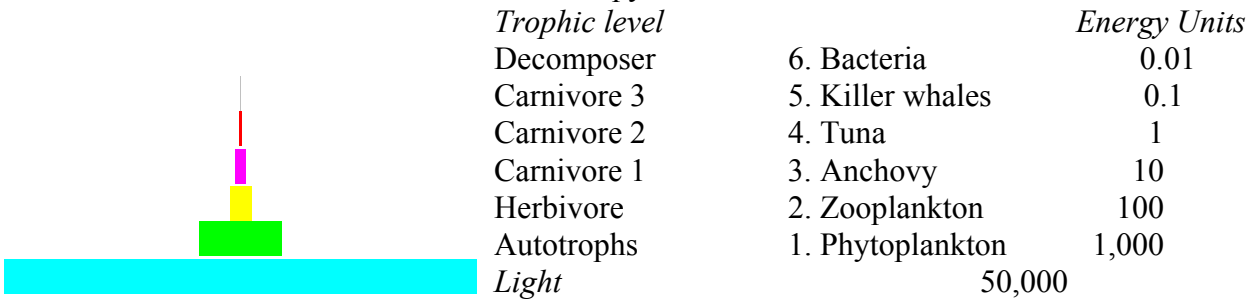 Trophic level Energy Units
Decomposer 6. Bacteria 0.01
Carnivore 3 5. Killer whales 0.1
Carnivore 2 4. Tuna 1
Carnivore 1 3. Anchovy 10
Herbivore 2. Zooplankton 100
Autotrophs 1. Phytoplankton 1,000
Light 50,000